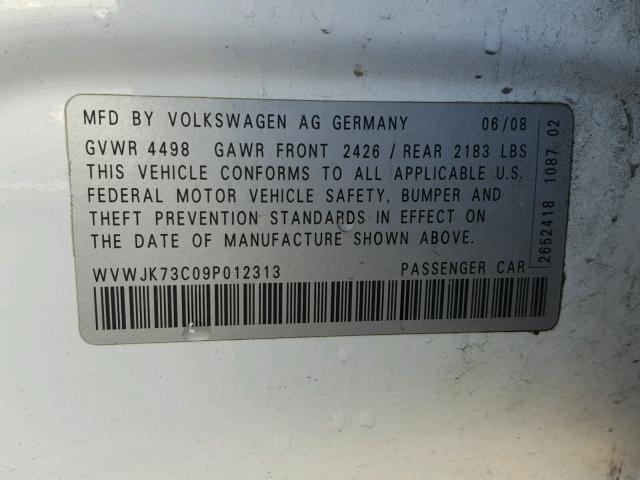 MFD BY VOLKSWAGEN AG GERMANY 06/08
GVWR 4498 GAWR FRONT 2426 / REAR 2183 LBS
THIS VEHICLE CONFORMS TO ALL APPLICABLE U.S.
FEDERAL MOTOR VEHICLE SAFETY, BUMPER AND
THEFT PREVENTION STANDARDS IN EFFECT ON
THE DATE OF MANUFACTURE SHOWN ABOVE.
WVWJK73C09P012313 PASSENGER CAR
2652418 1087 02